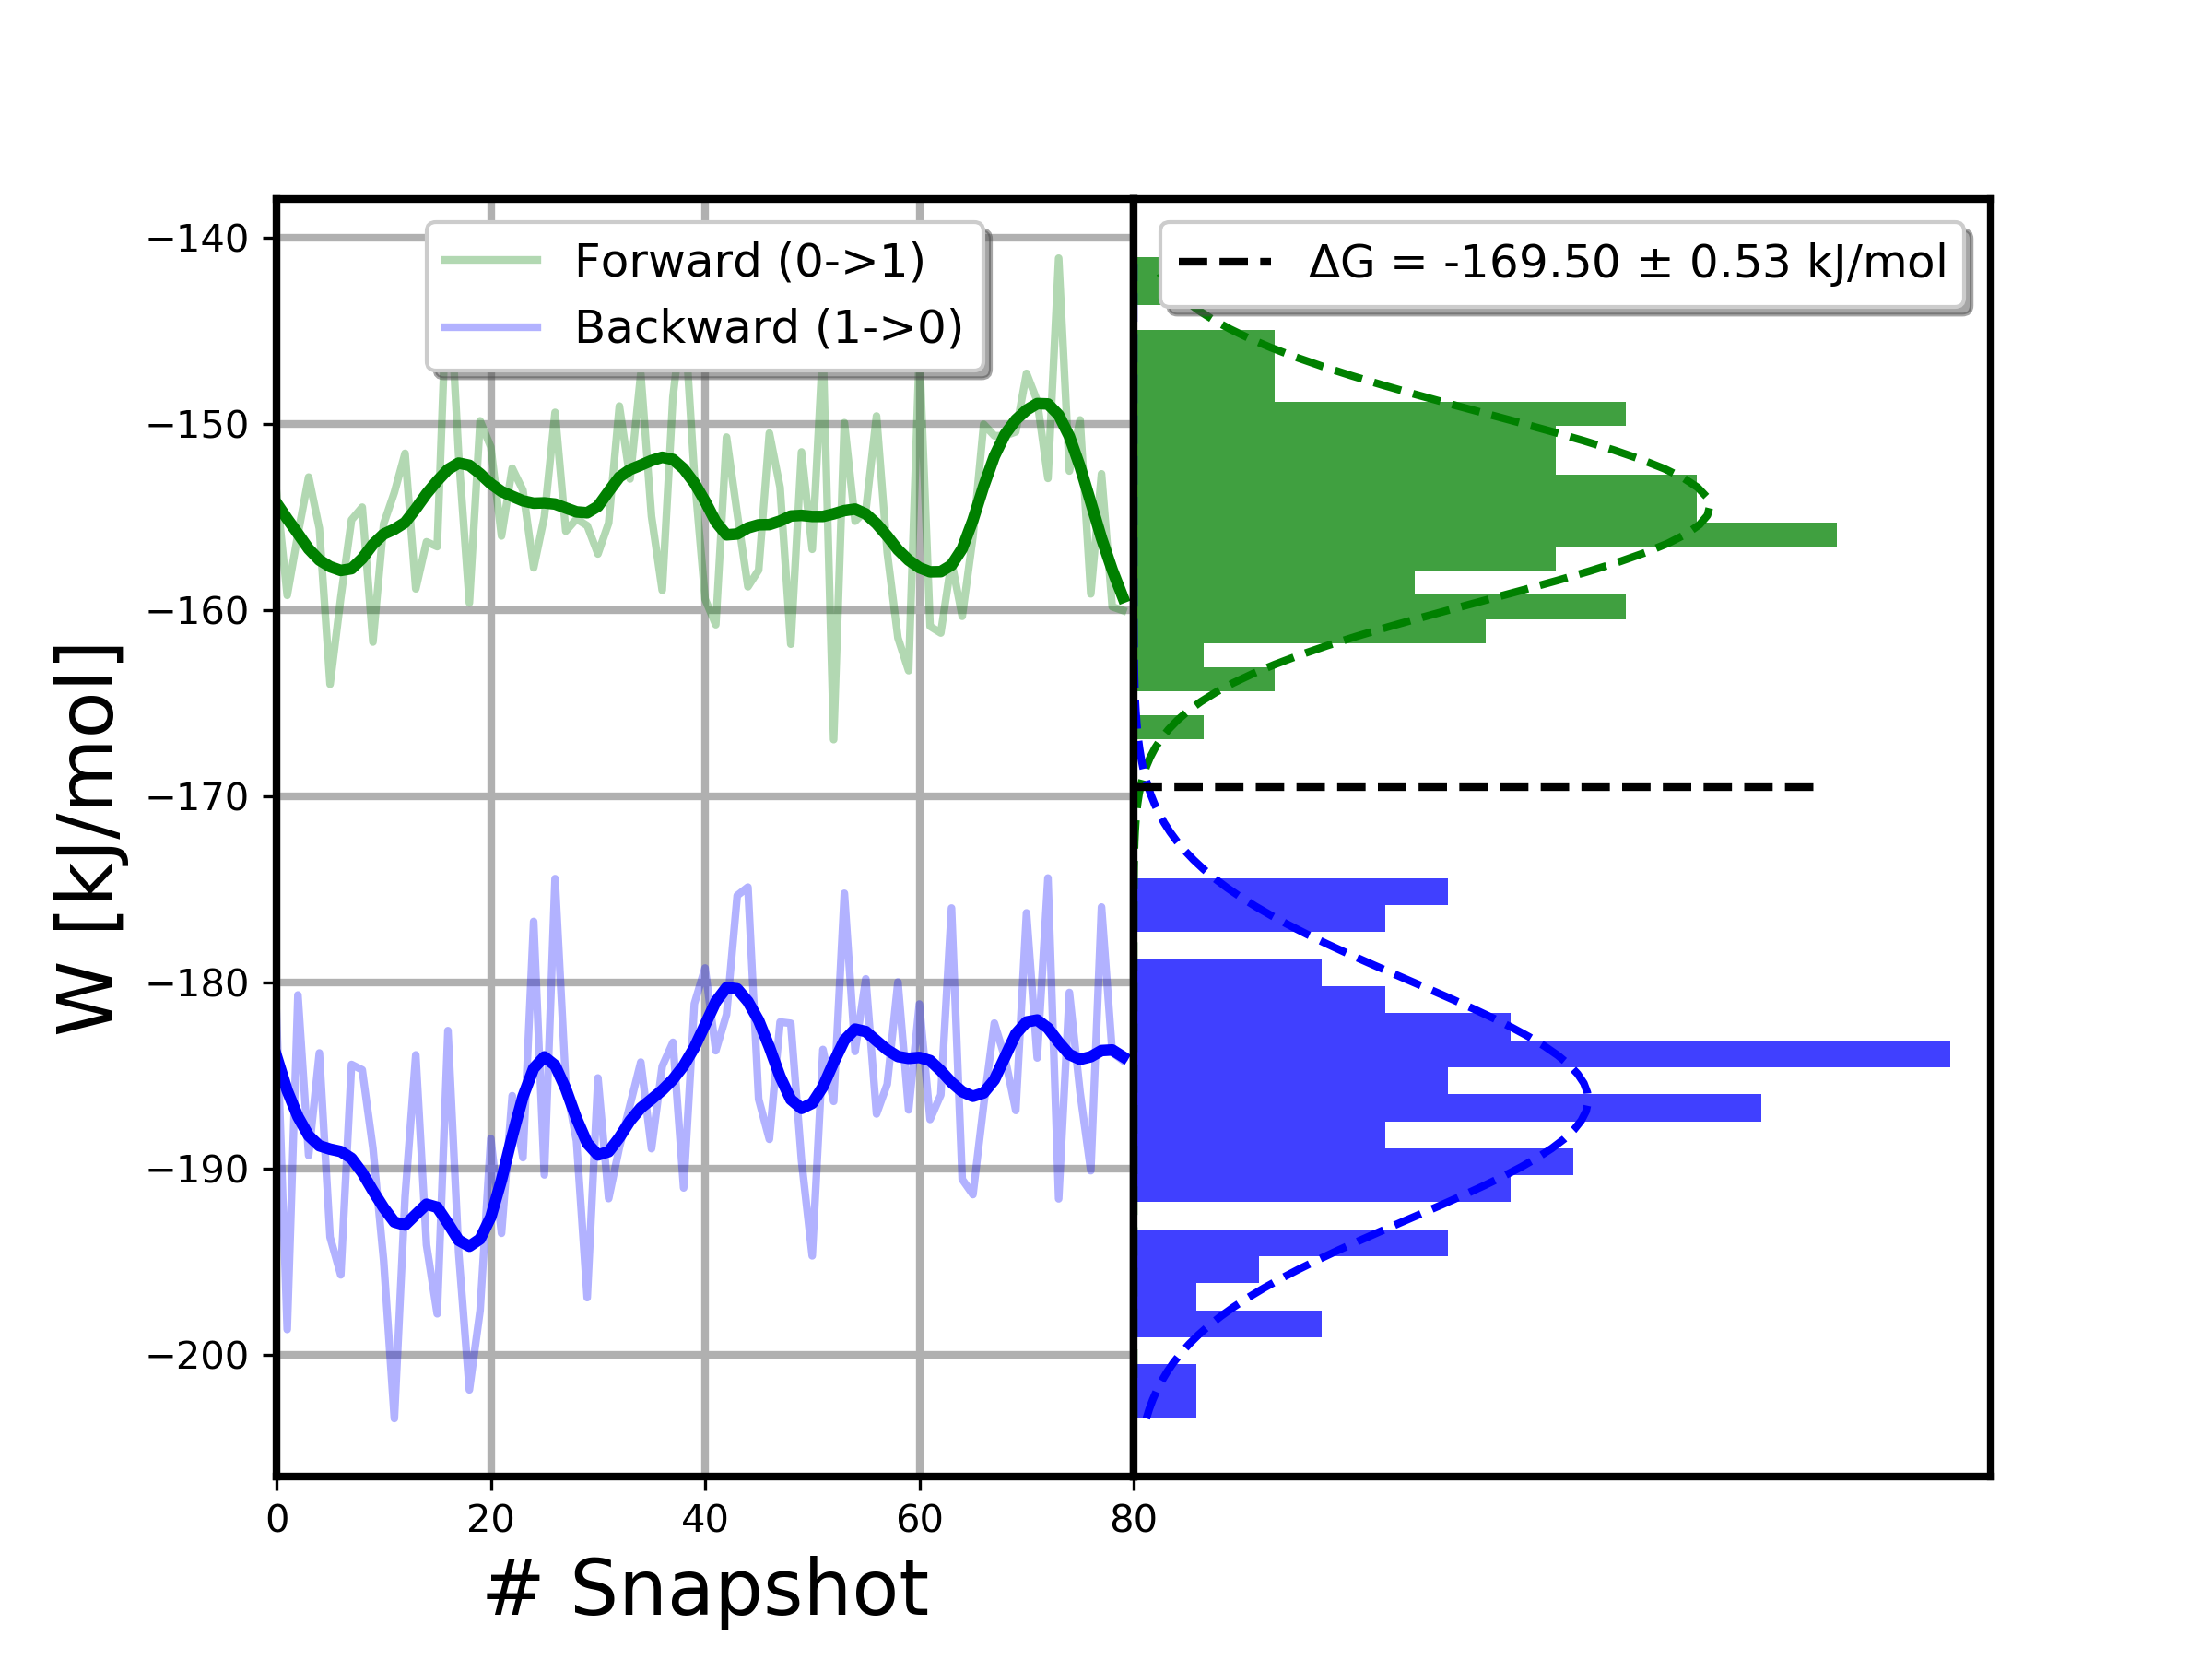 Forward (0->1)
Backward (1->0)
ΔG = -169.50 ± 0.53 kJ/mol
W [kJ/mol]
−140
−150
−160
−170
−180
−190
−200
0 20 40 60 80
# Snapshot